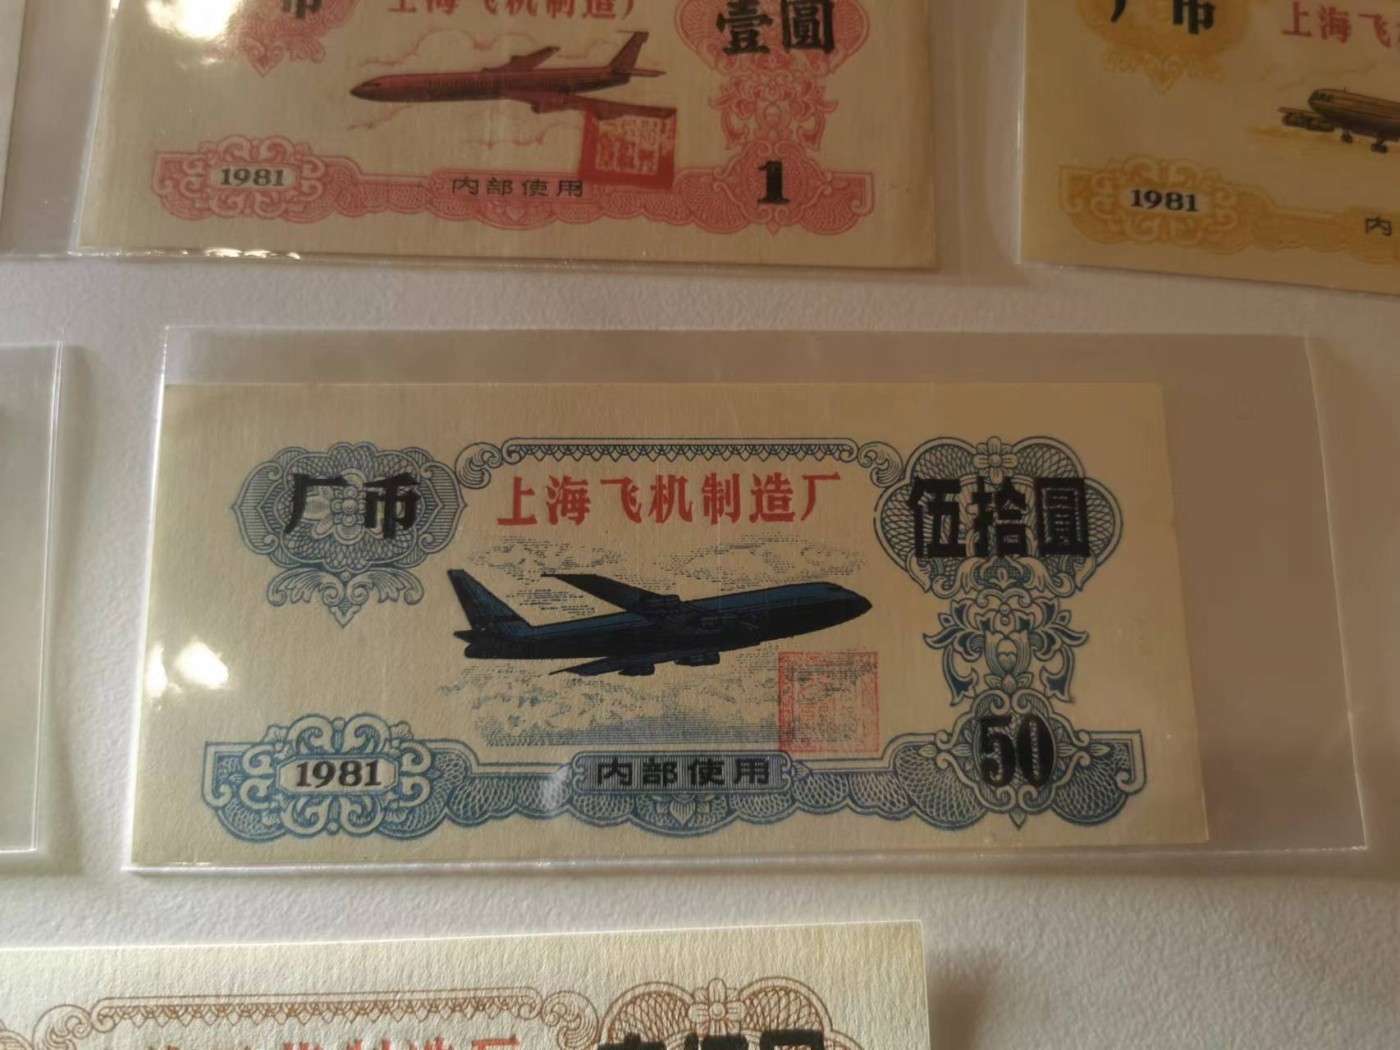 币
上海飞机制造厂
壹圆
1981
内部使用
1
厂币
上海飞
1981
内
厂币
上海飞机制造厂
伍拾圆
1981
内部使用
50